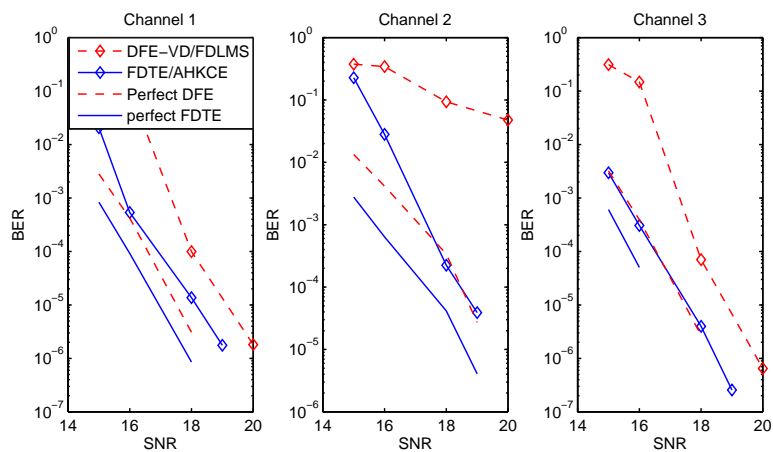 Channel 1
10^0
10^-1
10^-2
10^-3
10^-4
10^-5
10^-6
10^-7
BER
14 16 18 20
SNR
DFE-VD/FDLMS
FDTE/AHKCE
Perfect DFE
perfect FDTE
Channel 2
10^0
10^-1
10^-2
10^-3
10^-4
10^-5
10^-6
BER
14 16 18 20
SNR
Channel 3
10^0
10^-1
10^-2
10^-3
10^-4
10^-5
10^-6
10^-7
BER
14 16 18 20
SNR